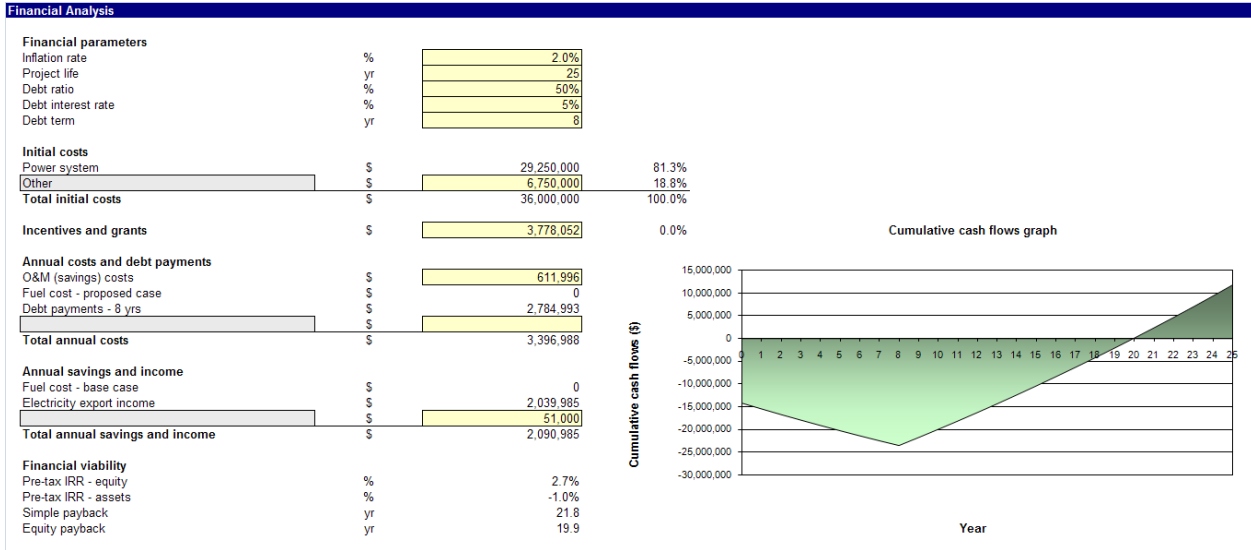 Financial Analysis
Financial parameters
Inflation rate % 2.0%
Project life yr 25
Debt ratio % 50%
Debt interest rate % 5%
Debt term yr 8
Initial costs
Power system $ 29,250,000 81.3%
Other $ 6,750,000 18.8%
Total initial costs $ 36,000,000 100.0%
Incentives and grants $ 3,778,052 0.0%
Annual costs and debt payments
O&M (savings) costs $ 611,996
Fuel cost - proposed case $ 0
Debt payments - 8 yrs $ 2,784,993
$
Total annual costs $ 3,396,988
Annual savings and income
Fuel cost - base case $ 0
Electricity export income $ 2,039,985
$ 51,000
Total annual savings and income $ 2,090,985
Financial viability
Pre-tax IRR - equity % 2.7%
Pre-tax IRR - assets % -1.0%
Simple payback yr 21.8
Equity payback yr 19.9
Cumulative cash flows graph
Cumulative cash flows ($)
15,000,000
10,000,000
5,000,000
0
-5,000,000
-10,000,000
-15,000,000
-20,000,000
-25,000,000
-30,000,000
0 1 2 3 4 5 6 7 8 9 10 11 12 13 14 15 16 17 18 19 20 21 22 23 24 25
Year